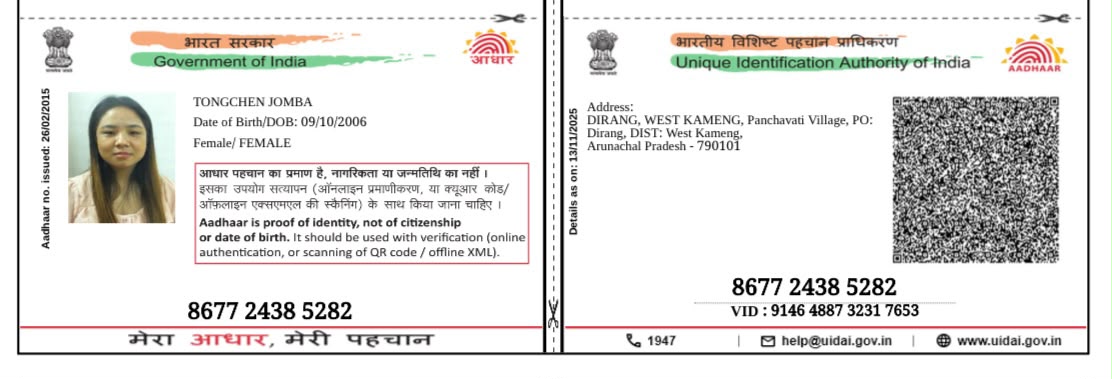 भारत सरकार
Government of India
आधार
Aadhaar no. issued: 26/02/2015
TONGCHEN JOMBA
Date of Birth/DOB: 09/10/2006
Female/ FEMALE
आधार पहचान का प्रमाण है, नागरिकता या जन्मतिथि का नहीं ।
इसका उपयोग सत्यापन (ऑनलाइन प्रमाणीकरण, या क्यूआर कोड/
ऑफ़लाइन एक्सएमएल की स्कैनिंग) के साथ किया जाना चाहिए ।
Aadhaar is proof of identity, not of citizenship
or date of birth. It should be used with verification (online
authentication, or scanning of QR code / offline XML).
8677 2438 5282
मेरा आधार, मेरी पहचान
भारतीय विशिष्ट पहचान प्राधिकरण
Unique Identification Authority of India
AADHAAR
Details as on: 13/11/2025
Address:
DIRANG, WEST KAMENG, Panchavati Village, PO:
Dirang, DIST: West Kameng,
Arunachal Pradesh - 790101
8677 2438 5282
VID : 9146 4887 3231 7653
1947 | help@uidai.gov.in | www.uidai.gov.in